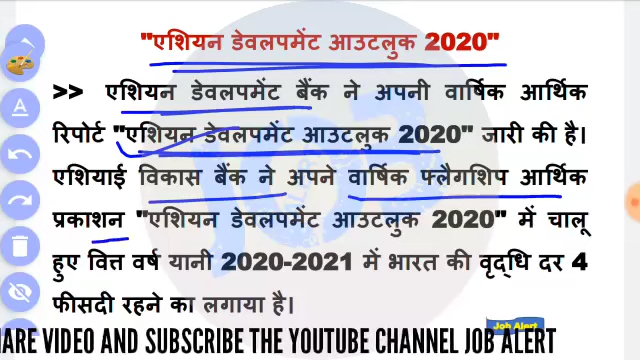 "एशियन डेवलपमेंट आउटलुक 2020"
>> एशियन डेवलपमेंट बैंक ने अपनी वार्षिक आर्थिक
रिपोर्ट "एशियन डेवलपमेंट आउटलुक 2020" जारी की है।
एशियाई विकास बैंक ने अपने वार्षिक फ्लैगशिप आर्थिक
प्रकाशन "एशियन डेवलपमेंट आउटलुक 2020" में चालू
हुए वित्त वर्ष यानी 2020-2021 में भारत की वृद्धि दर 4
फीसदी रहने का लगाया है।
Job Alert
ARE VIDEO AND SUBSCRIBE THE YOUTUBE CHANNEL JOB ALERT